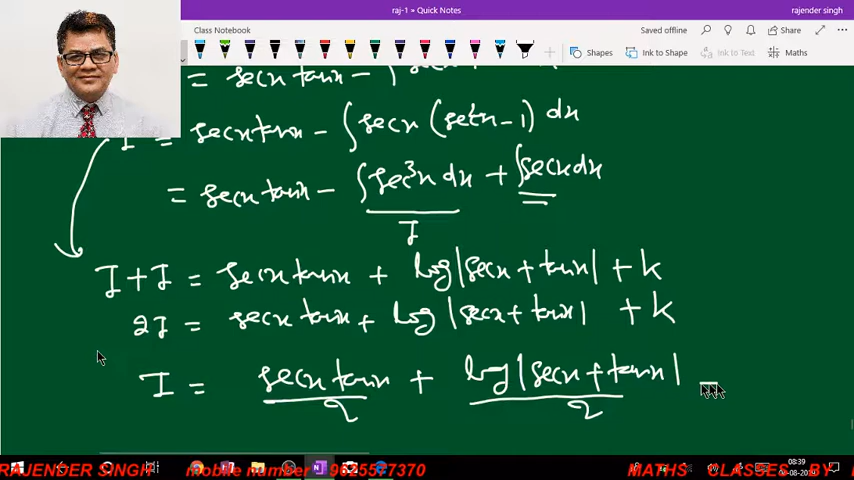 raj-1 » Quick Notes
rajender singh
Class Notebook
Saved offline
Share
Shapes
Ink to Shape
Ink to Text
Maths
= secx tanx - ∫
I = secx tanx - ∫ secx (sec²x - 1) dx
= secx tanx - ∫ sec³x dx + ∫ secx dx
I
I + I = secx tanx + log|secx + tanx| + k
2I = secx tanx + log|secx + tanx| + k
I = secx tanx / 2 + log|secx + tanx| / 2
08:39
RAJENDER SINGH mobile number
MATHS CLASSES BY